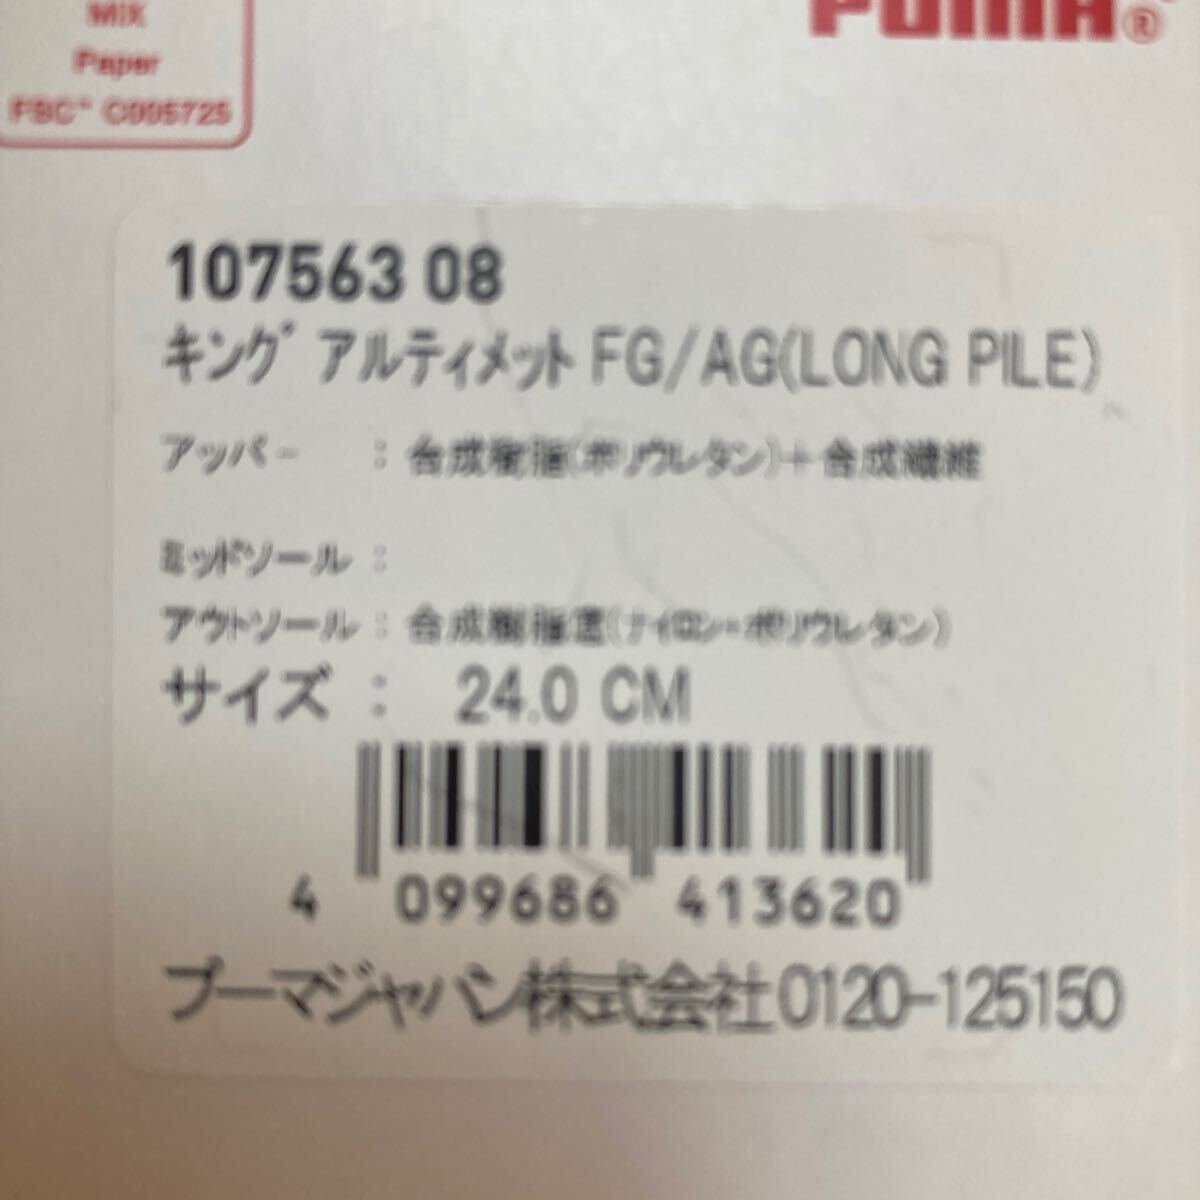 MIX
Paper
FSC® C005725
PUMA®
107563 08
ｷﾝｸﾞ ｱﾙﾃｨﾒｯﾄ FG/AG(LONG PILE)
アッパー : 合成樹脂(ポリウレタン)+合成繊維
ミッドソール :
アウトソール : 合成樹脂底(ナイロン+ポリウレタン)
サイズ : 24.0 CM
4 099686 413620
プーマジャパン株式会社0120-125150